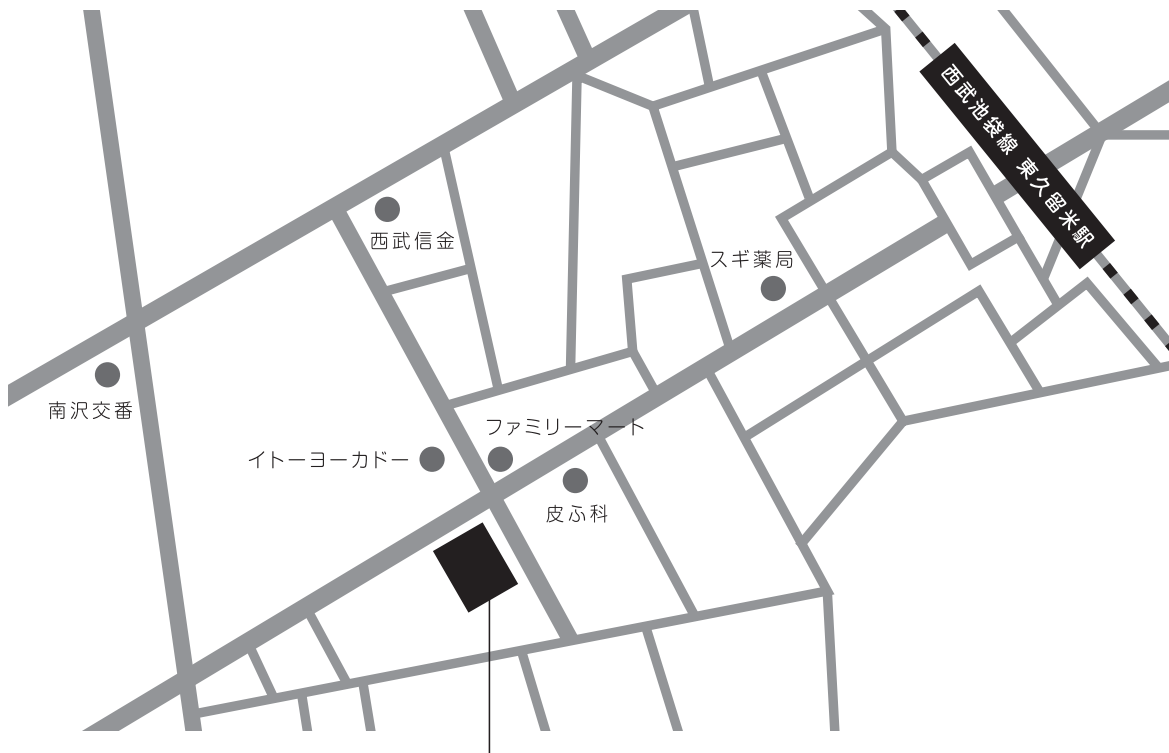 西武池袋線 東久留米駅
西武信金
スギ薬局
南沢交番
ファミリーマート
イトーヨーカドー
皮ふ科